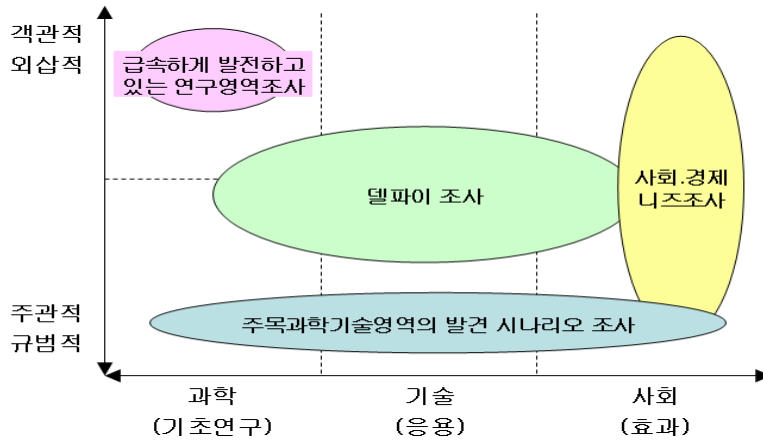 객관적
외삽적
급속하게 발전하고
있는 연구영역조사
델파이 조사
사회.경제
니즈조사
주관적
규범적
주목과학기술영역의 발견 시나리오 조사
과학
(기초연구)
기술
(응용)
사회
(효과)